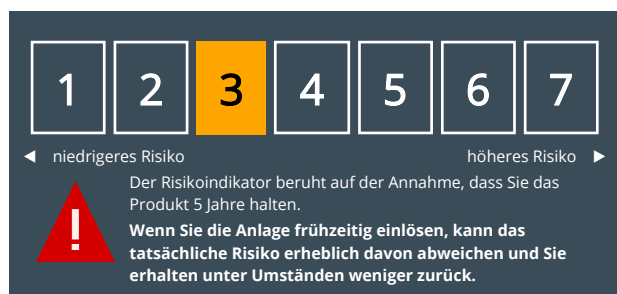 1 2 3 4 5 6 7
◄ niedrigeres Risiko höheres Risiko ►
Der Risikoindikator beruht auf der Annahme, dass Sie das
Produkt 5 Jahre halten.
!
Wenn Sie die Anlage frühzeitig einlösen, kann das
tatsächliche Risiko erheblich davon abweichen und Sie
erhalten unter Umständen weniger zurück.